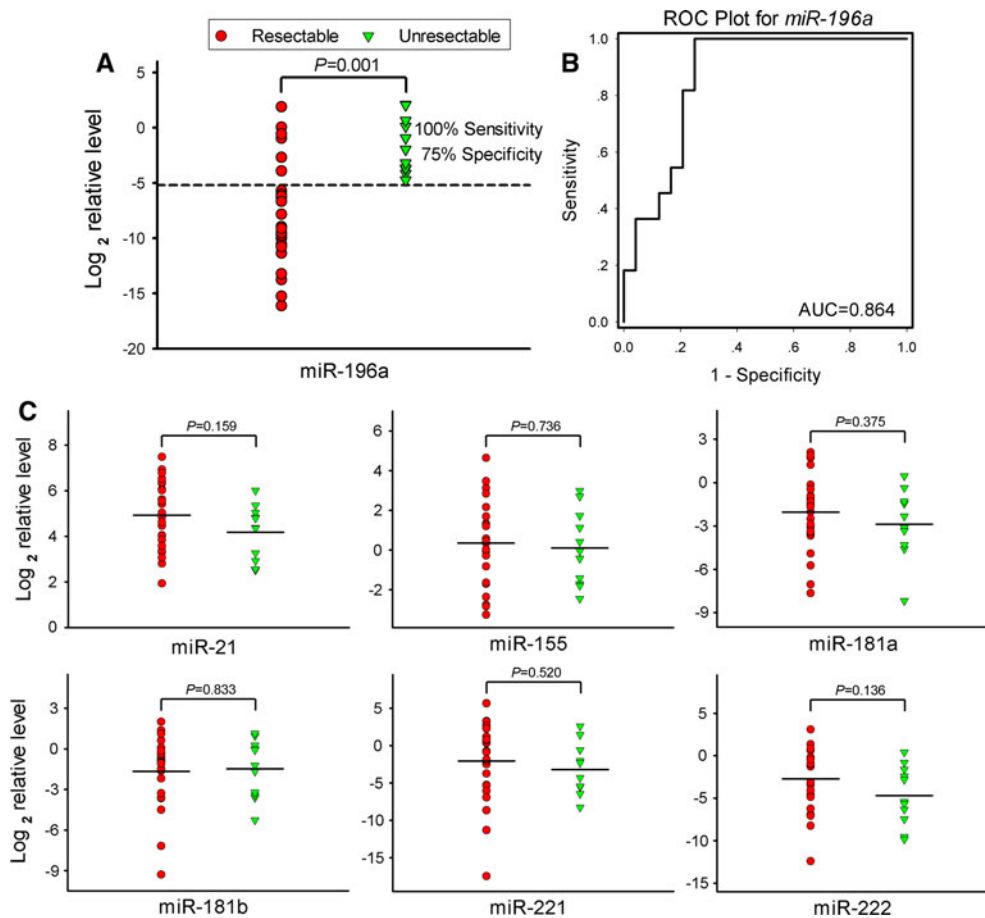 Resectable Unresectable
A
P=0.001
Log 2 relative level
5
0
-5
-10
-15
-20
100% Sensitivity
75% Specificity
miR-196a
ROC Plot for miR-196a
B
Sensitivity
1.0
.8
.6
.4
.2
0.0
AUC=0.864
0.0 .2 .4 .6 .8 1.0
1 - Specificity
C
Log 2 relative level
8
6
4
2
0
P=0.159
miR-21
6
4
2
0
-2
P=0.736
miR-155
3
0
-3
-6
-9
P=0.375
miR-181a
Log 2 relative level
3
0
-3
-6
-9
P=0.833
miR-181b
5
0
-5
-10
-15
P=0.520
miR-221
5
0
-5
-10
-15
P=0.136
miR-222